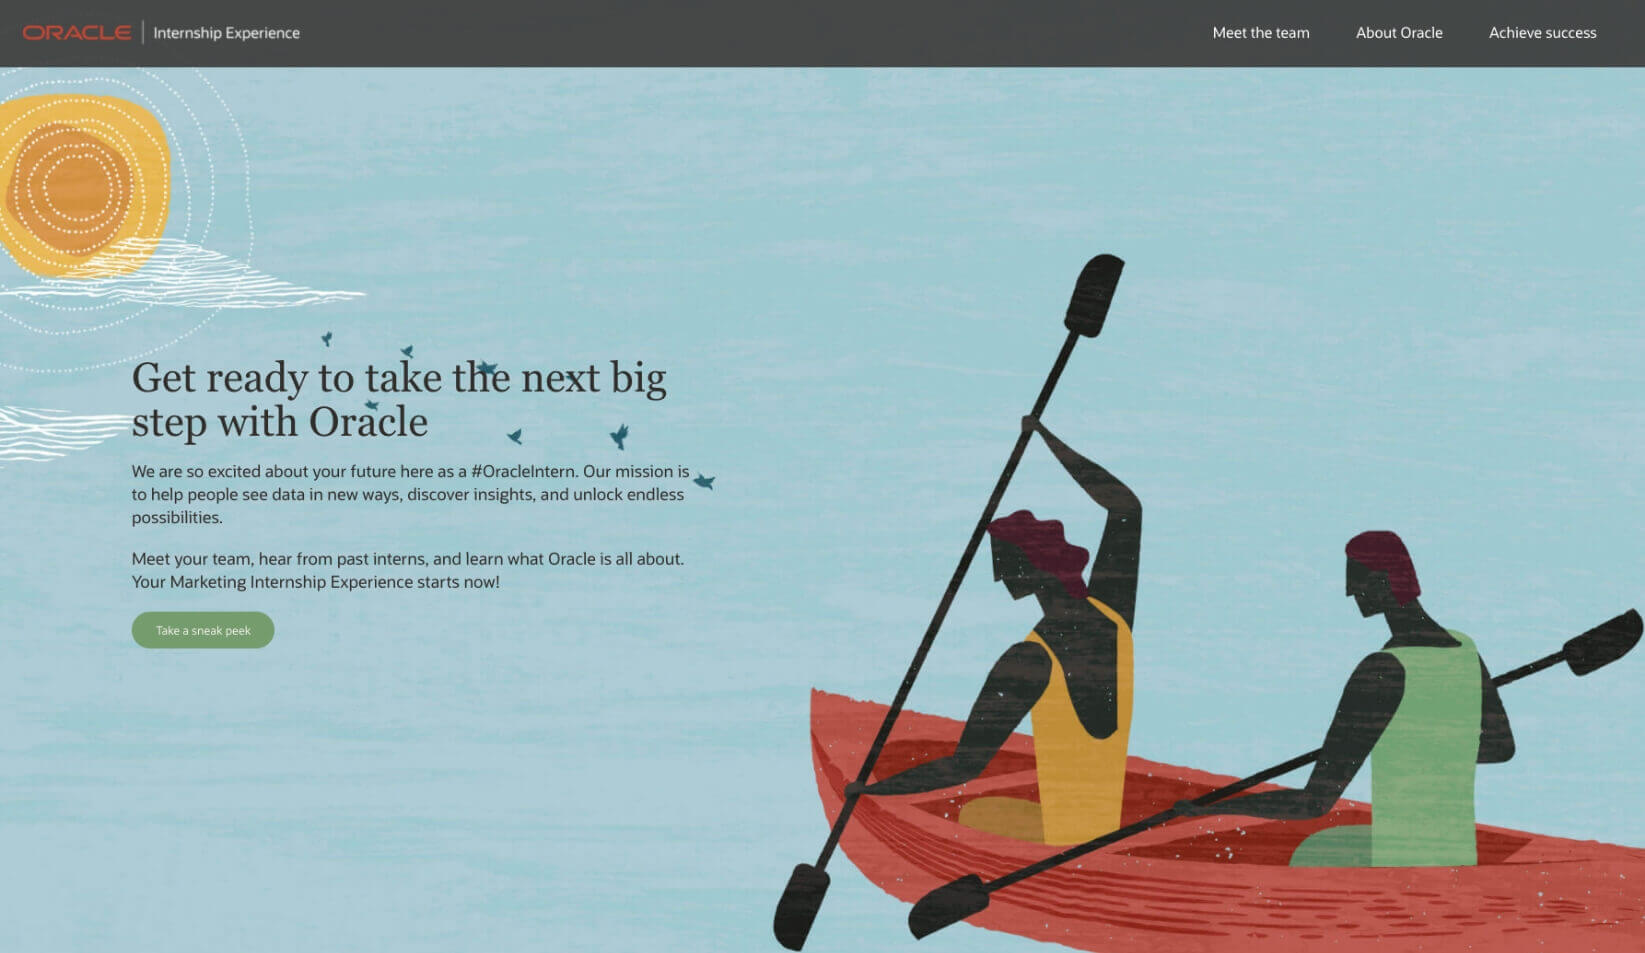 ORACLE | Internship Experience
Meet the team
About Oracle
Achieve success
Get ready to take the next big
step with Oracle
We are so excited about your future here as a #OracleIntern. Our mission is
to help people see data in new ways, discover insights, and unlock endless
possibilities.
Meet your team, hear from past interns, and learn what Oracle is all about.
Your Marketing Internship Experience starts now!
Take a sneak peek